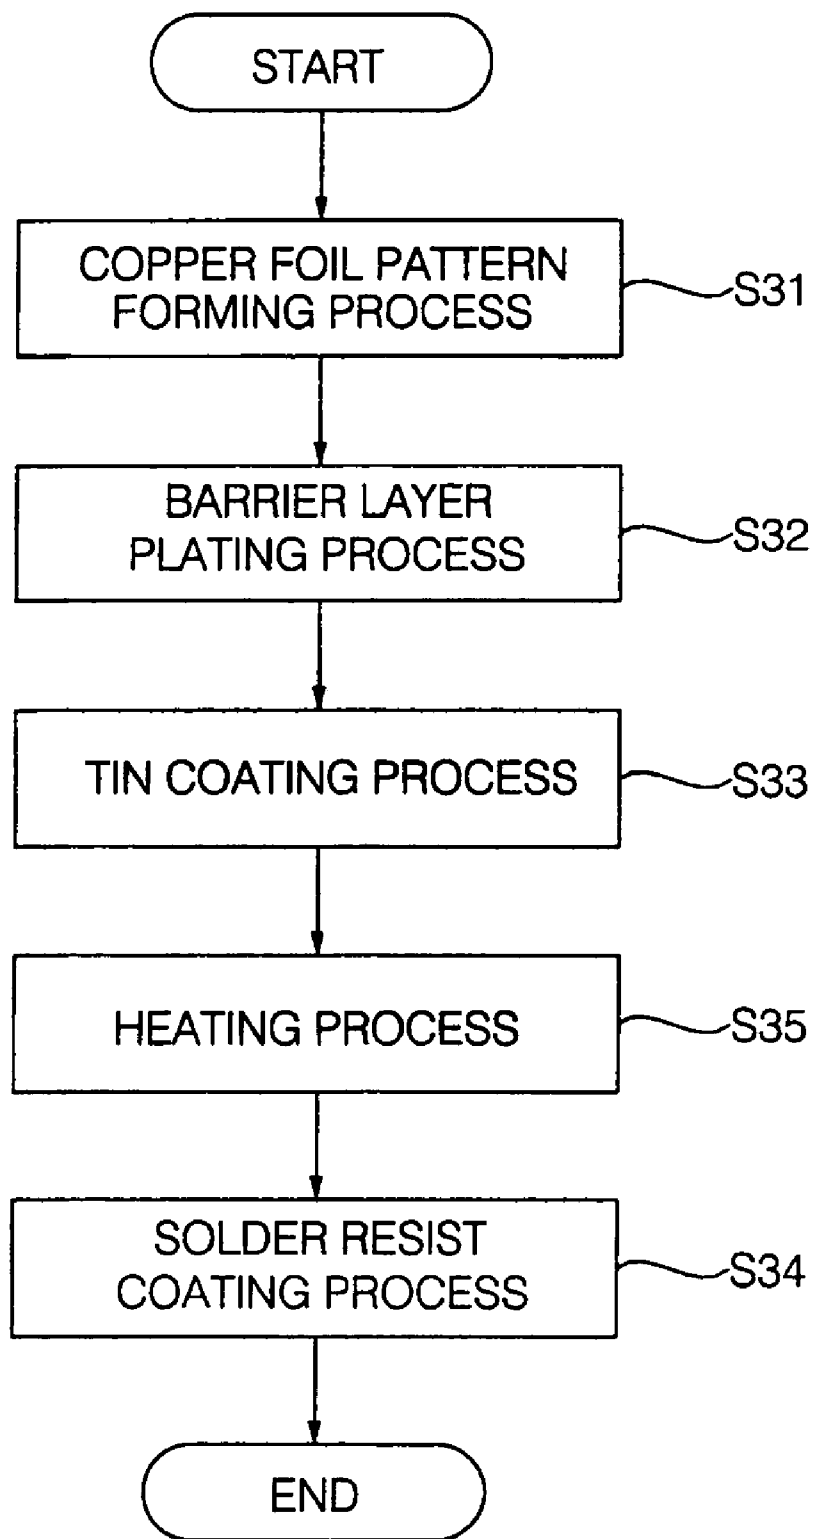 START
COPPER FOIL PATTERN
FORMING PROCESS
S31
BARRIER LAYER
PLATING PROCESS
S32
TIN COATING PROCESS
S33
HEATING PROCESS
S35
SOLDER RESIST
COATING PROCESS
S34
END